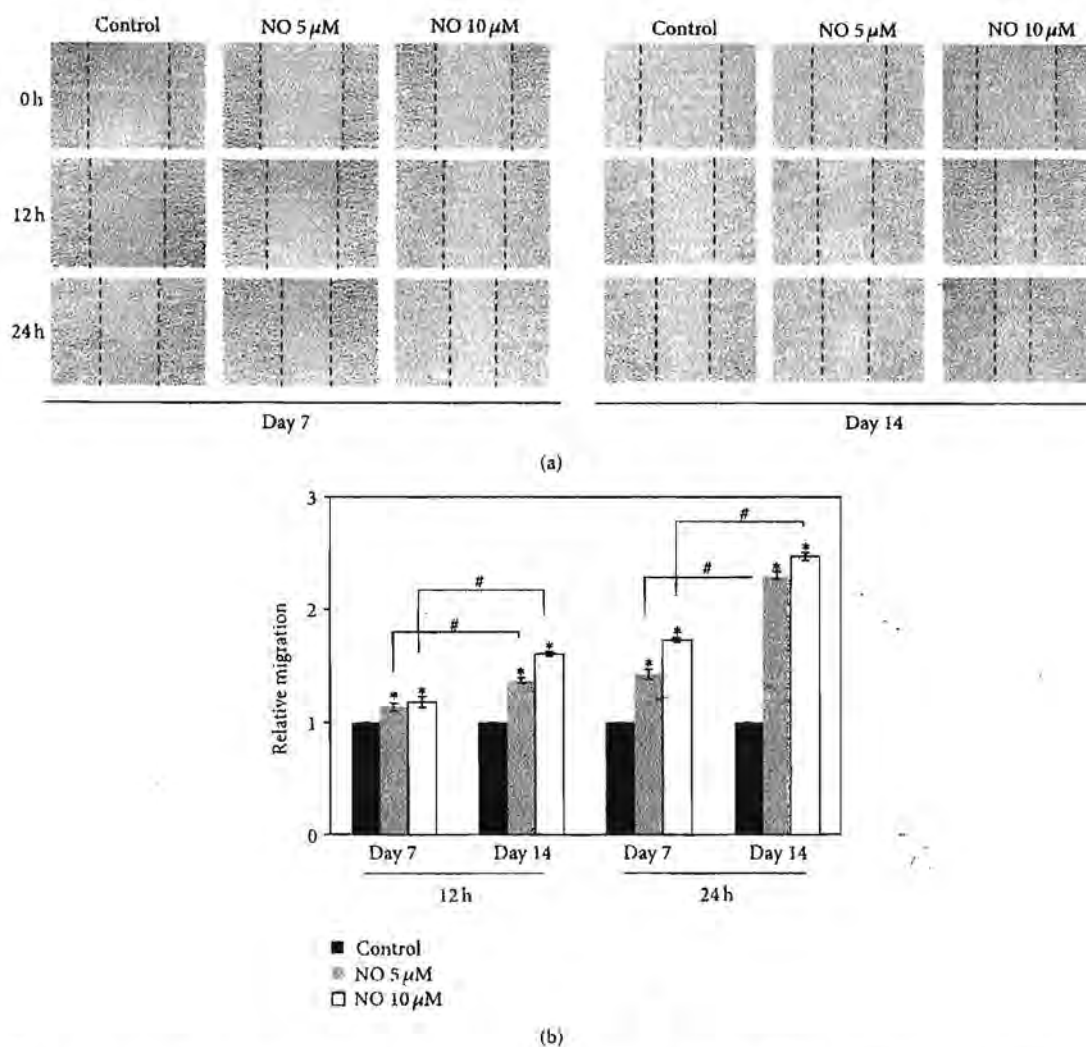 Control NO 5 μM NO 10 μM Control NO 5 μM NO 10 μM
0 h
12 h
24 h
Day 7 Day 14
(a)
3
2
1
0
Relative migration
# #
# #
* * * * * * * *
Day 7 Day 14 Day 7 Day 14
12 h 24 h
Control
NO 5 μM
NO 10 μM
(b)